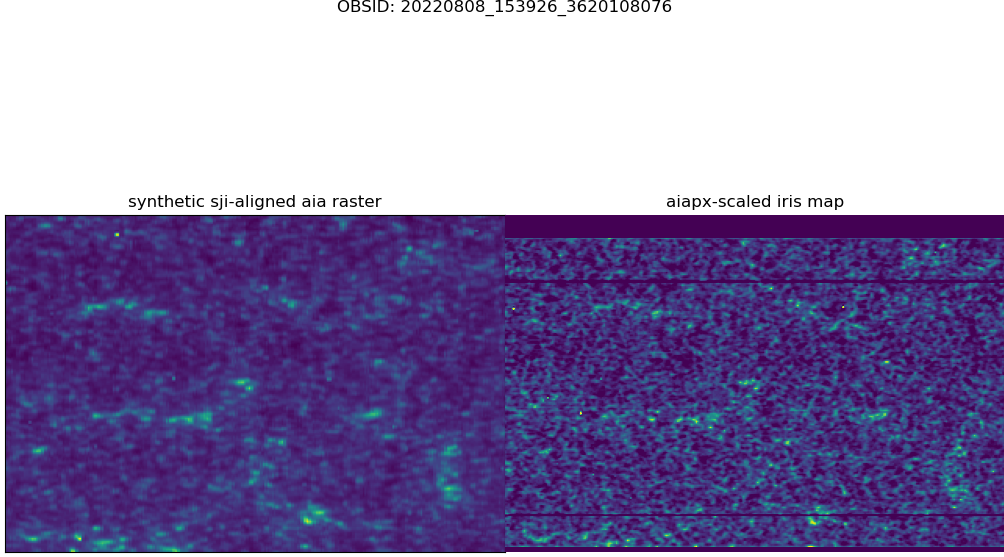 OBSID: 20220808_153926_3620108076
synthetic sji-aligned aia raster
aiapx-scaled iris map